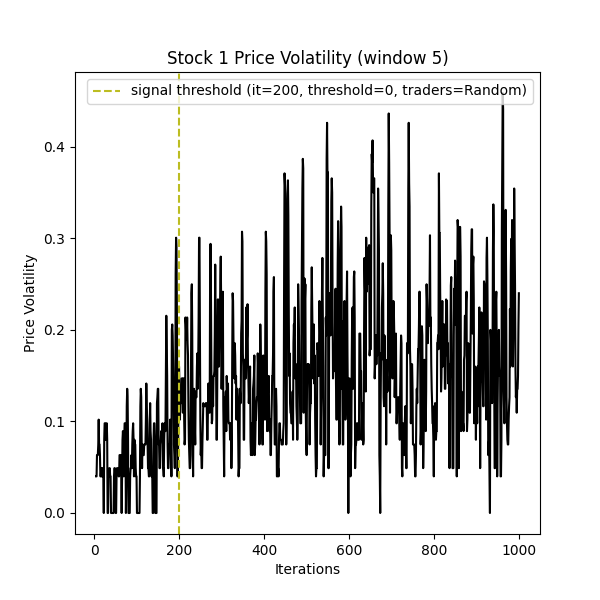 Stock 1 Price Volatility (window 5)
signal threshold (it=200, threshold=0, traders=Random)
Price Volatility
0.4
0.3
0.2
0.1
0.0
0 200 400 600 800 1000
Iterations